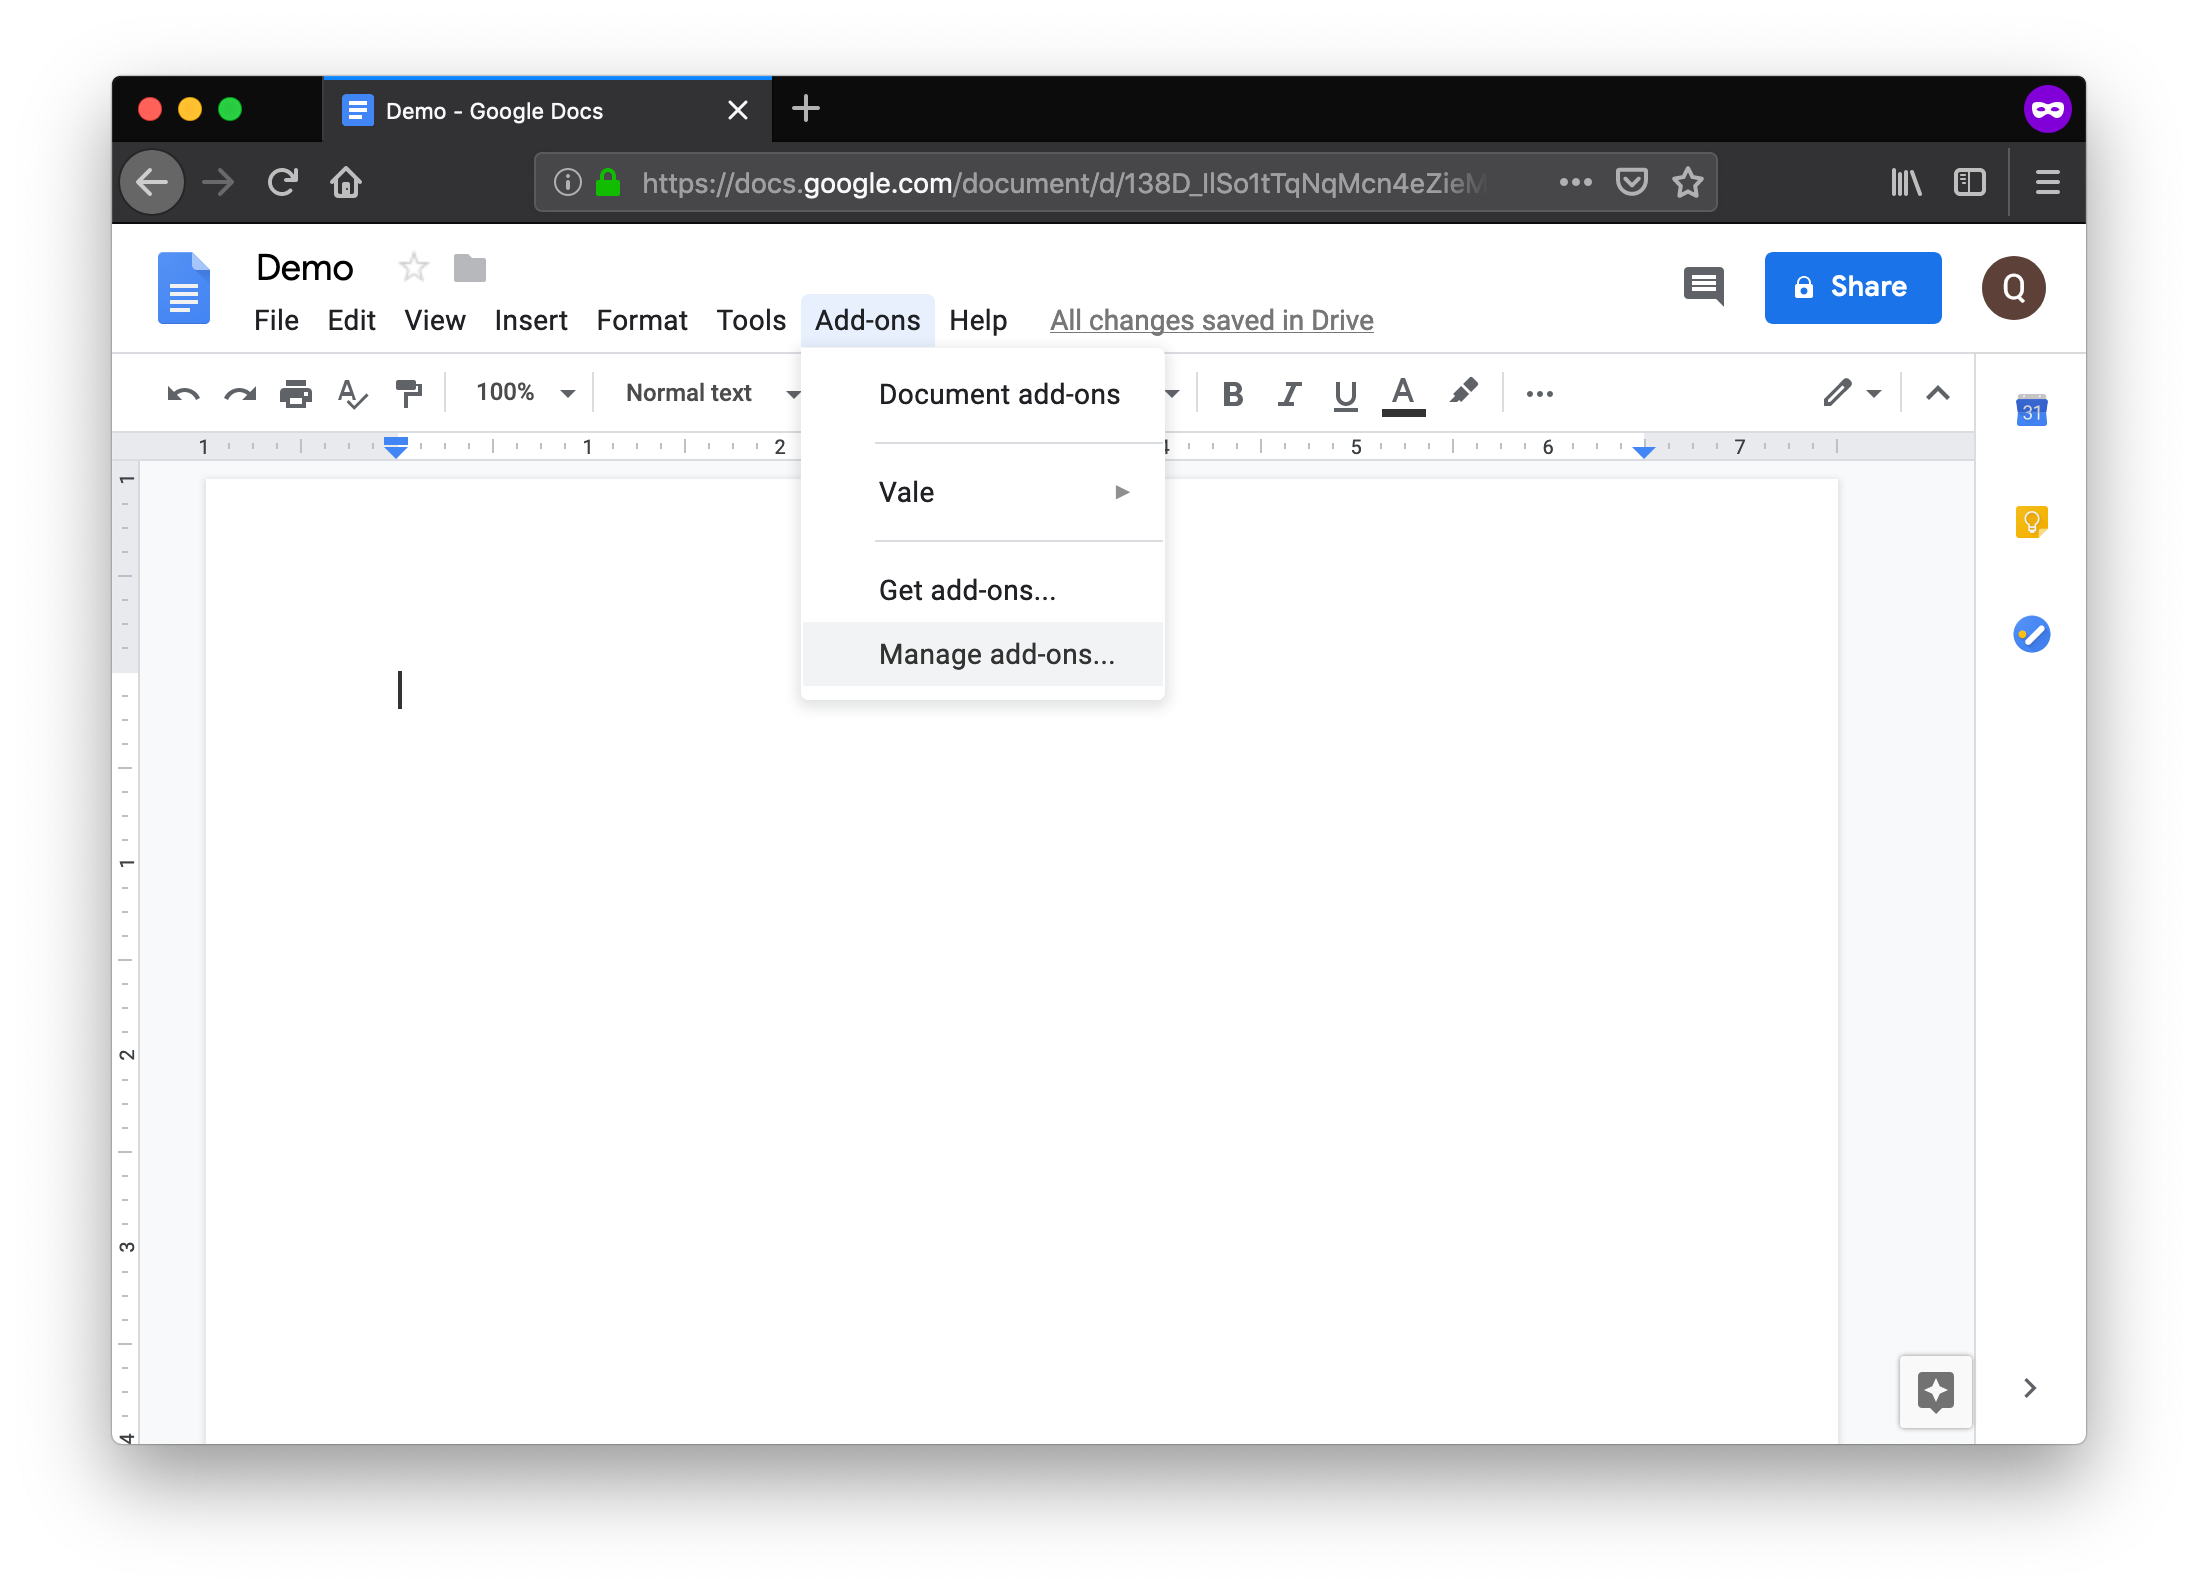 Demo - Google Docs
https://docs.google.com/document/d/138D_IlSo1tTqNqMcn4eZieM
Demo
File Edit View Insert Format Tools Add-ons Help All changes saved in Drive
Share
Q
100% Normal text B I U A
31
1 1 2 4 5 6 7
Document add-ons
Vale
Get add-ons...
Manage add-ons...
1
1
2
3
4